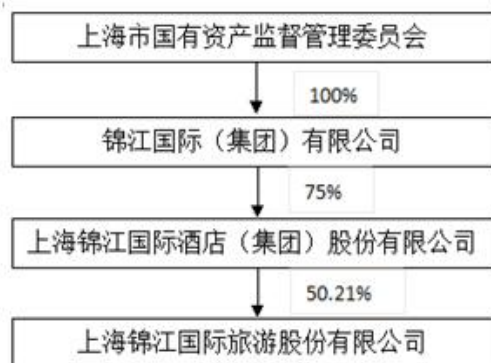 上海市国有资产监督管理委员会
100%
锦江国际（集团）有限公司
75%
上海锦江国际酒店（集团）股份有限公司
50.21%
上海锦江国际旅游股份有限公司